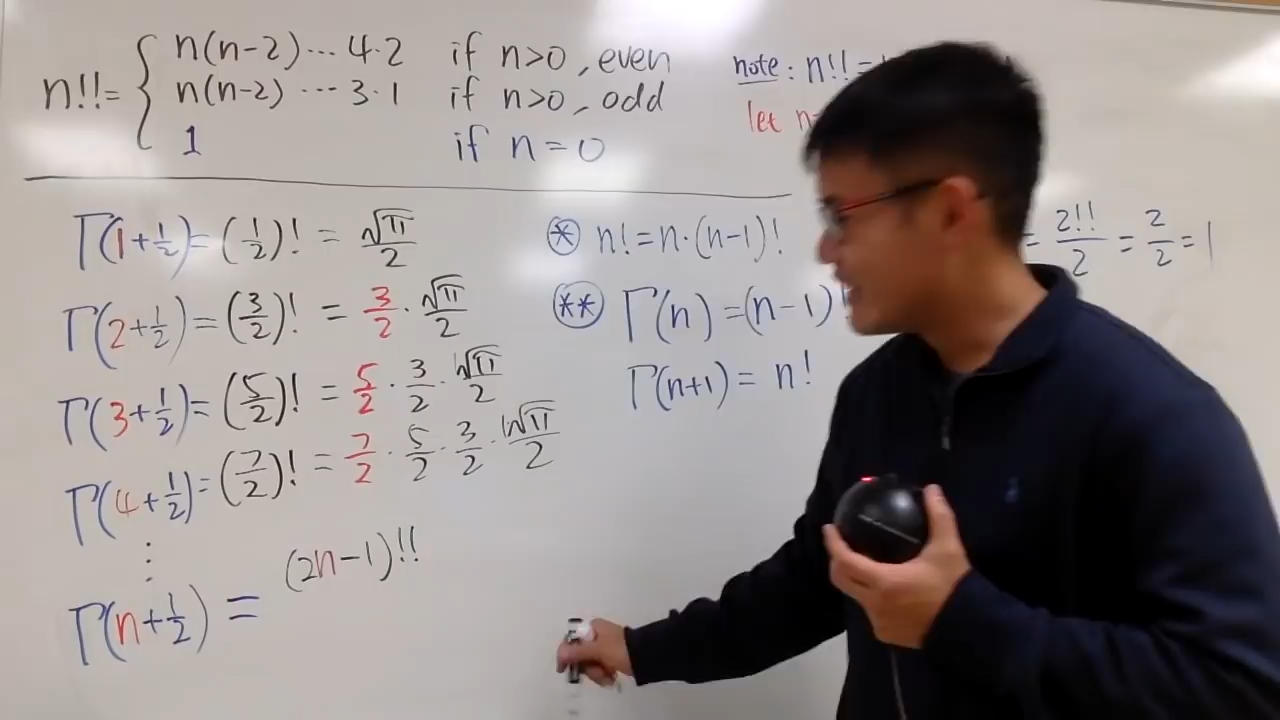 n!!= { n(n-2)⋯4·2 if n>0, even
n(n-2)⋯3·1 if n>0, odd
1 if n=0
note: n!!=
let n
Γ(1+1/2)=(1/2)! = √π/2
Γ(2+1/2)=(3/2)! = 3/2·√π/2
Γ(3+1/2)=(5/2)! = 5/2·3/2·√π/2
Γ(4+1/2)=(7/2)! = 7/2·5/2·3/2·√π/2
⋮
Γ(n+1/2) = (2n-1)!!
* n!=n·(n-1)!
** Γ(n)=(n-1)!
Γ(n+1)= n!
= 2!!/2 = 2/2 = 1